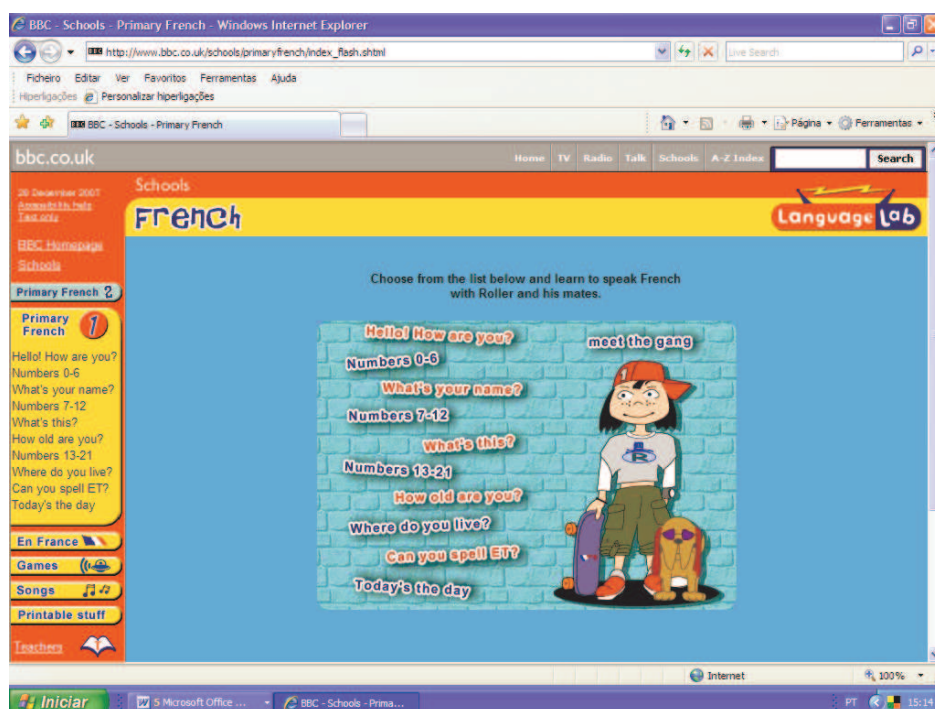 BBC - Schools - Primary French - Windows Internet Explorer
http://www.bbc.co.uk/schools/primaryfrench/index_flash.shtml
Live Search
Ficheiro Editar Ver Favoritos Ferramentas Ajuda
Hiperligações Personalizar hiperligações
BBC - Schools - Primary French
Página Ferramentas
bbc.co.uk
Home TV Radio Talk Schools A-Z Index Search
28 December 2007
Accessibility help
Text only
BBC Homepage
Schools
Primary French 2
Primary
French 1
Hello! How are you?
Numbers 0-6
What's your name?
Numbers 7-12
What's this?
How old are you?
Numbers 13-21
Where do you live?
Can you spell ET?
Today's the day
En France
Games
Songs
Printable stuff
Teachers
Schools
French
Language Lab
Choose from the list below and learn to speak French
with Roller and his mates.
Hello! How are you?
Numbers 0-6
What's your name?
Numbers 7-12
What's this?
Numbers 13-21
How old are you?
Where do you live?
Can you spell ET?
Today's the day
meet the gang
1
R
Internet 100%
Iniciar
5 Microsoft Office ...
BBC - Schools - Prima...
PT 15:14